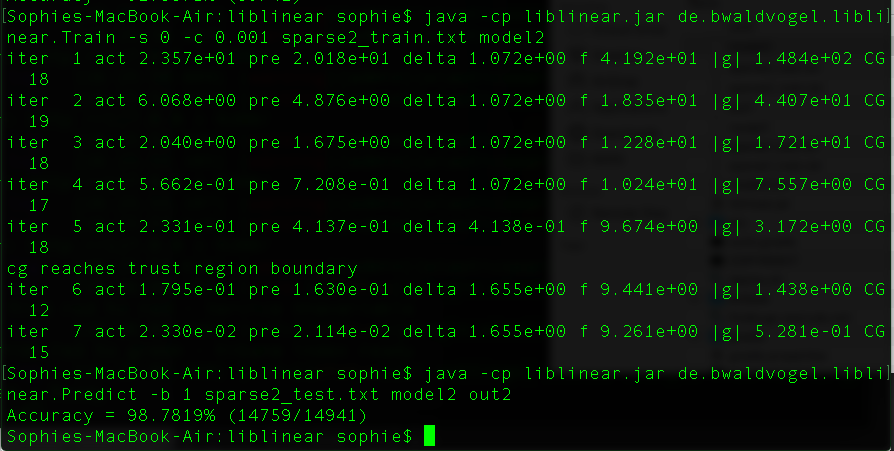 [Sophies-MacBook-Air:liblinear sophie$ java -cp liblinear.jar de.bwaldvogel.libli]
near.Train -s 0 -c 0.001 sparse2_train.txt model2
iter  1 act 2.357e+01 pre 2.018e+01 delta 1.072e+00 f 4.192e+01 |g| 1.484e+02 CG
  18
iter  2 act 6.068e+00 pre 4.876e+00 delta 1.072e+00 f 1.835e+01 |g| 4.407e+01 CG
  19
iter  3 act 2.040e+00 pre 1.675e+00 delta 1.072e+00 f 1.228e+01 |g| 1.721e+01 CG
  18
iter  4 act 5.662e-01 pre 7.208e-01 delta 1.072e+00 f 1.024e+01 |g| 7.557e+00 CG
  17
iter  5 act 2.331e-01 pre 4.137e-01 delta 4.138e-01 f 9.674e+00 |g| 3.172e+00 CG
  18
cg reaches trust region boundary
iter  6 act 1.795e-01 pre 1.630e-01 delta 1.655e+00 f 9.441e+00 |g| 1.438e+00 CG
  12
iter  7 act 2.330e-02 pre 2.114e-02 delta 1.655e+00 f 9.261e+00 |g| 5.281e-01 CG
  15
[Sophies-MacBook-Air:liblinear sophie$ java -cp liblinear.jar de.bwaldvogel.libli]
near.Predict -b 1 sparse2_test.txt model2 out2
Accuracy = 98.7819% (14759/14941)
Sophies-MacBook-Air:liblinear sophie$